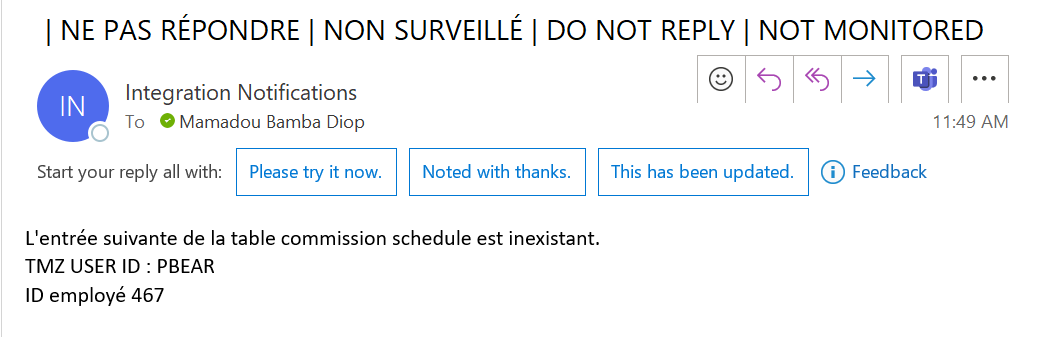 | NE PAS RÉPONDRE | NON SURVEILLÉ | DO NOT REPLY | NOT MONITORED
IN
Integration Notifications
To Mamadou Bamba Diop
11:49 AM
Start your reply all with: Please try it now. Noted with thanks. This has been updated. Feedback
L'entrée suivante de la table commission schedule est inexistant.
TMZ USER ID : PBEAR
ID employé 467